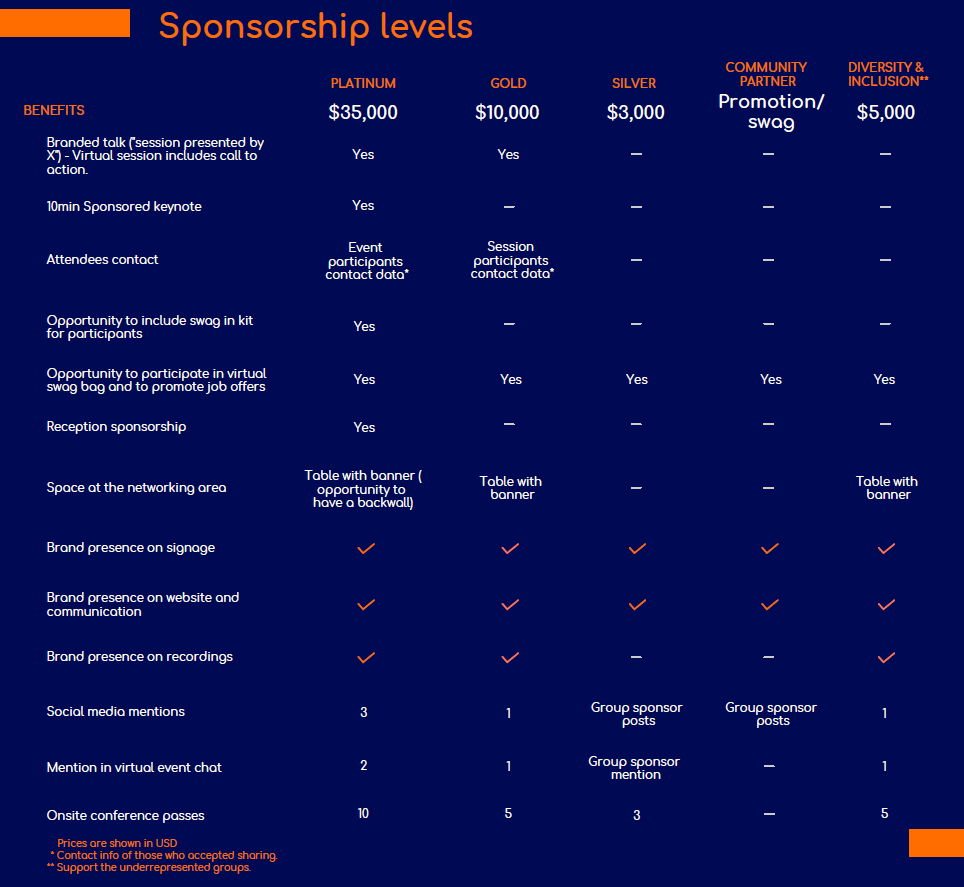 Sponsorship levels
BENEFITS
PLATINUM
$35,000
GOLD
$10,000
SILVER
$3,000
COMMUNITY
PARTNER
Promotion/
swag
DIVERSITY &
INCLUSION**
$5,000
Branded talk ("session presented by
X") - Virtual session includes call to
action.
Yes
Yes
—
—
—
10min Sponsored keynote
Yes
—
—
—
—
Attendees contact
Event
participants
contact data*
Session
participants
contact data*
—
—
—
Opportunity to include swag in kit
for participants
Yes
—
—
—
—
Opportunity to participate in virtual
swag bag and to promote job offers
Yes
Yes
Yes
Yes
Yes
Reception sponsorship
Yes
—
—
—
—
Space at the networking area
Table with banner (
opportunity to
have a backwall)
Table with
banner
—
—
Table with
banner
Brand presence on signage
✓
✓
✓
✓
✓
Brand presence on website and
communication
✓
✓
✓
✓
✓
Brand presence on recordings
✓
✓
—
—
✓
Social media mentions
3
1
Group sponsor
posts
Group sponsor
posts
1
Mention in virtual event chat
2
1
Group sponsor
mention
—
1
Onsite conference passes
10
5
3
—
5
Prices are shown in USD
* Contact info of those who accepted sharing.
** Support the underrepresented groups.